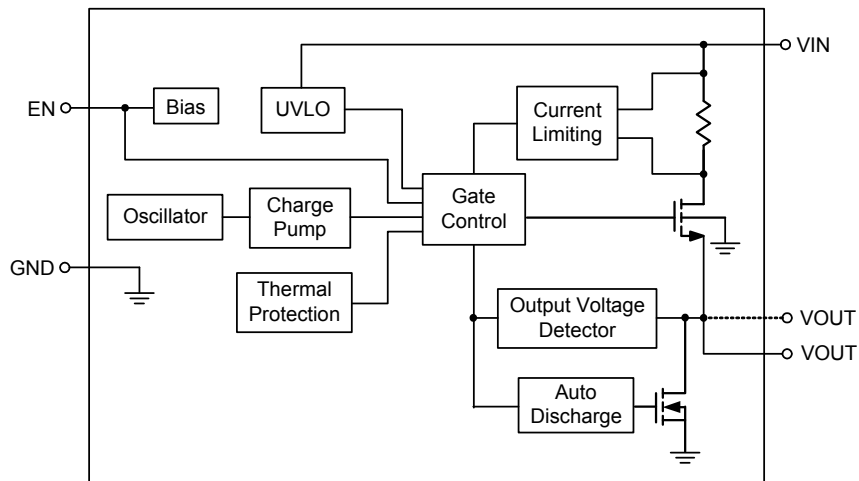 VIN
EN
Bias
UVLO
Current
Limiting
Oscillator
Charge
Pump
Gate
Control
GND
Thermal
Protection
Output Voltage
Detector
VOUT
VOUT
Auto
Discharge